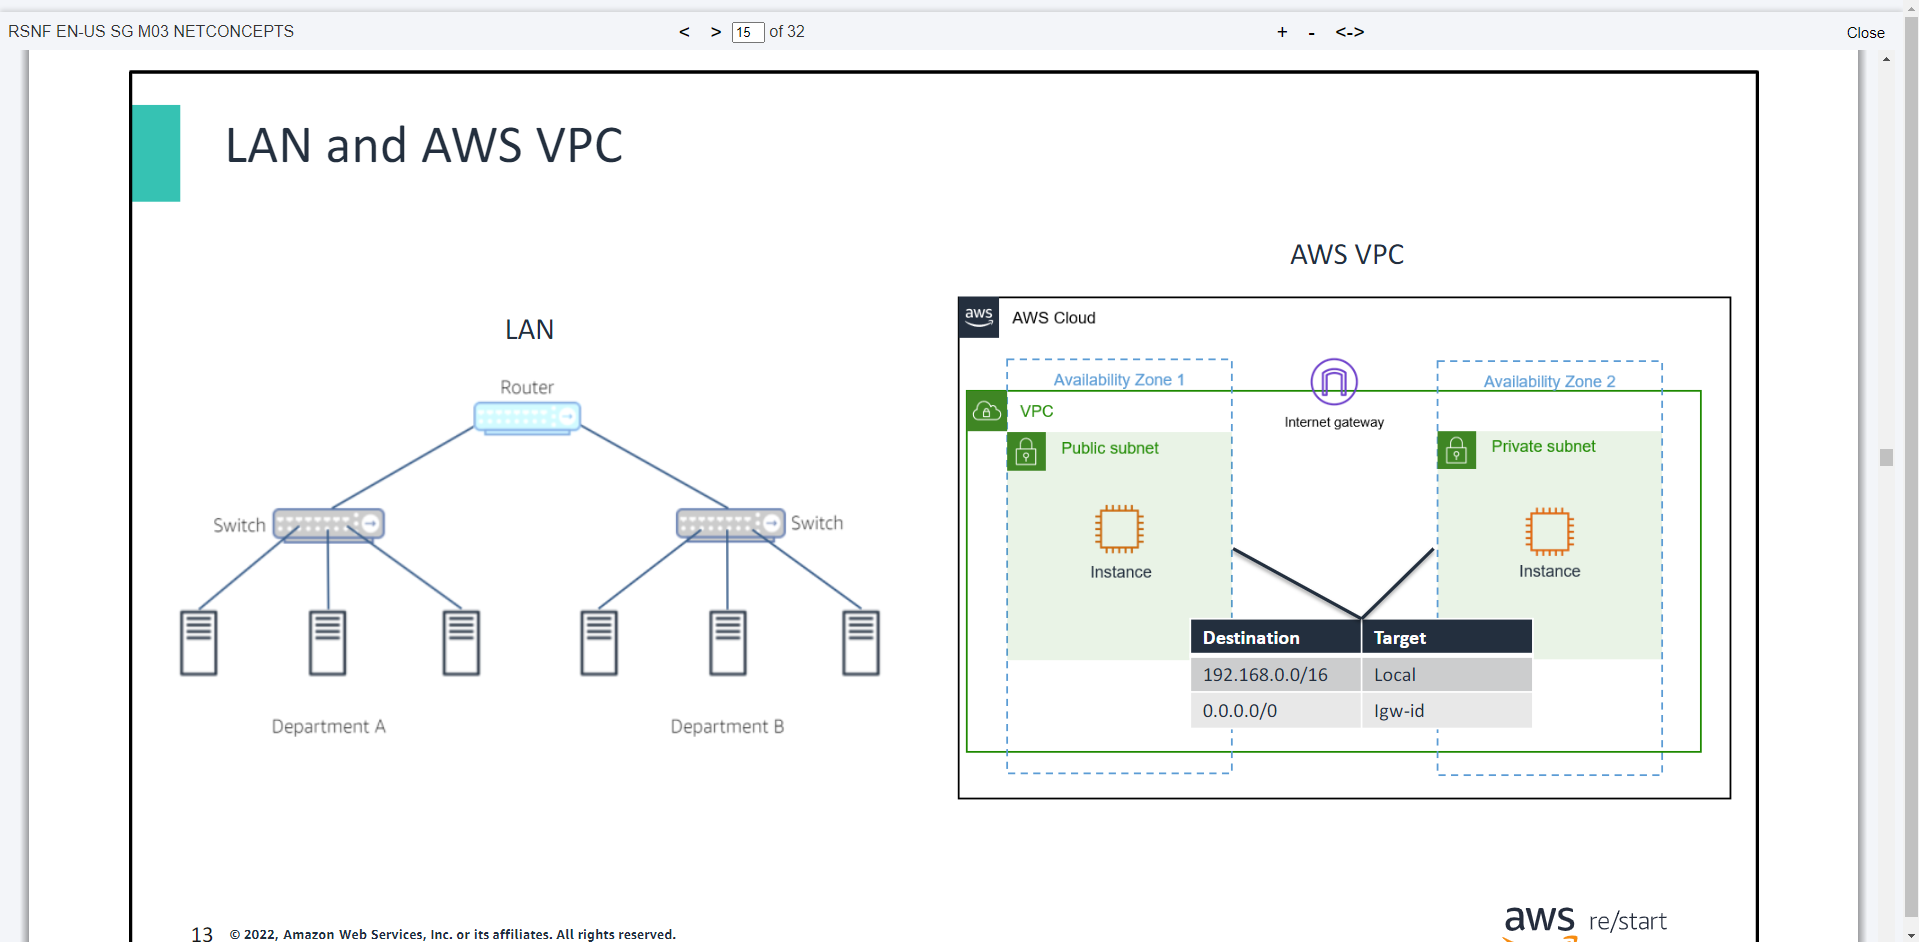 RSNF EN-US SG M03 NETCONCEPTS
< > 15 of 32
+ - <->
Close
LAN and AWS VPC
LAN
Router
Switch
Switch
Department A
Department B
AWS VPC
aws
AWS Cloud
Availability Zone 1
Internet gateway
Availability Zone 2
VPC
Public subnet
Private subnet
Instance
Instance
Destination Target
192.168.0.0/16 Local
0.0.0.0/0 Igw-id
13 © 2022, Amazon Web Services, Inc. or its affiliates. All rights reserved.
aws re/start